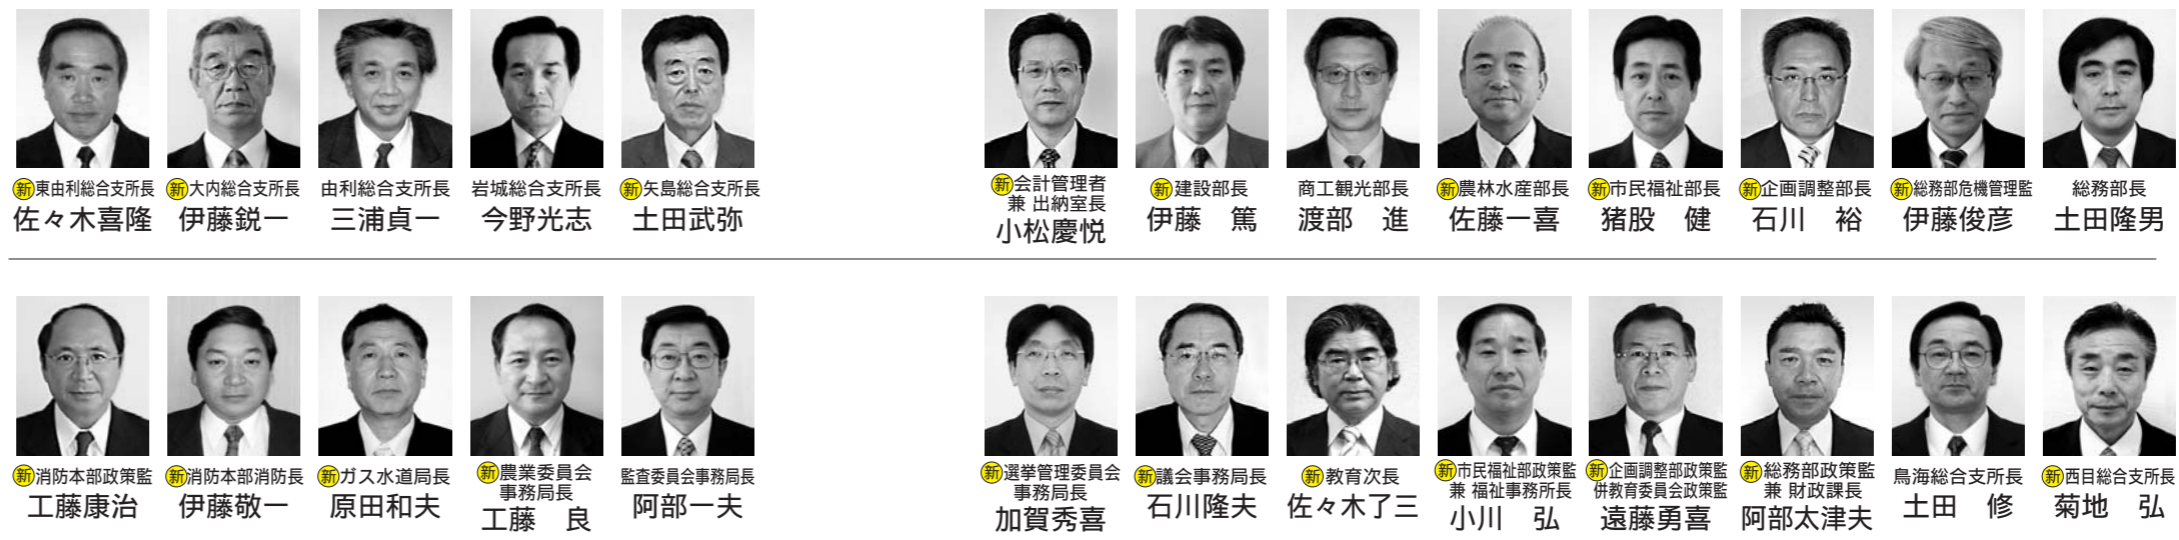 新東由利総合支所長
佐々木喜隆
新大内総合支所長
伊藤鋭一
由利総合支所長
三浦貞一
岩城総合支所長
今野光志
新矢島総合支所長
土田武弥
新会計管理者
兼 出納室長
小松慶悦
新建設部長
伊藤　篤
商工観光部長
渡部　進
新農林水産部長
佐藤一喜
新市民福祉部長
猪股　健
新企画調整部長
石川　裕
新総務部危機管理監
伊藤俊彦
総務部長
土田隆男
新消防本部政策監
工藤康治
新消防本部消防長
伊藤敬一
新ガス水道局長
原田和夫
新農業委員会
事務局長
工藤　良
監査委員会事務局長
阿部一夫
新選挙管理委員会
事務局長
加賀秀喜
新議会事務局長
石川隆夫
新教育次長
佐々木了三
新市民福祉部政策監
兼 福祉事務所長
小川　弘
新企画調整部政策監
併教育委員会政策監
遠藤勇喜
新総務部政策監
兼 財政課長
阿部太津夫
鳥海総合支所長
土田　修
新西目総合支所長
菊地　弘